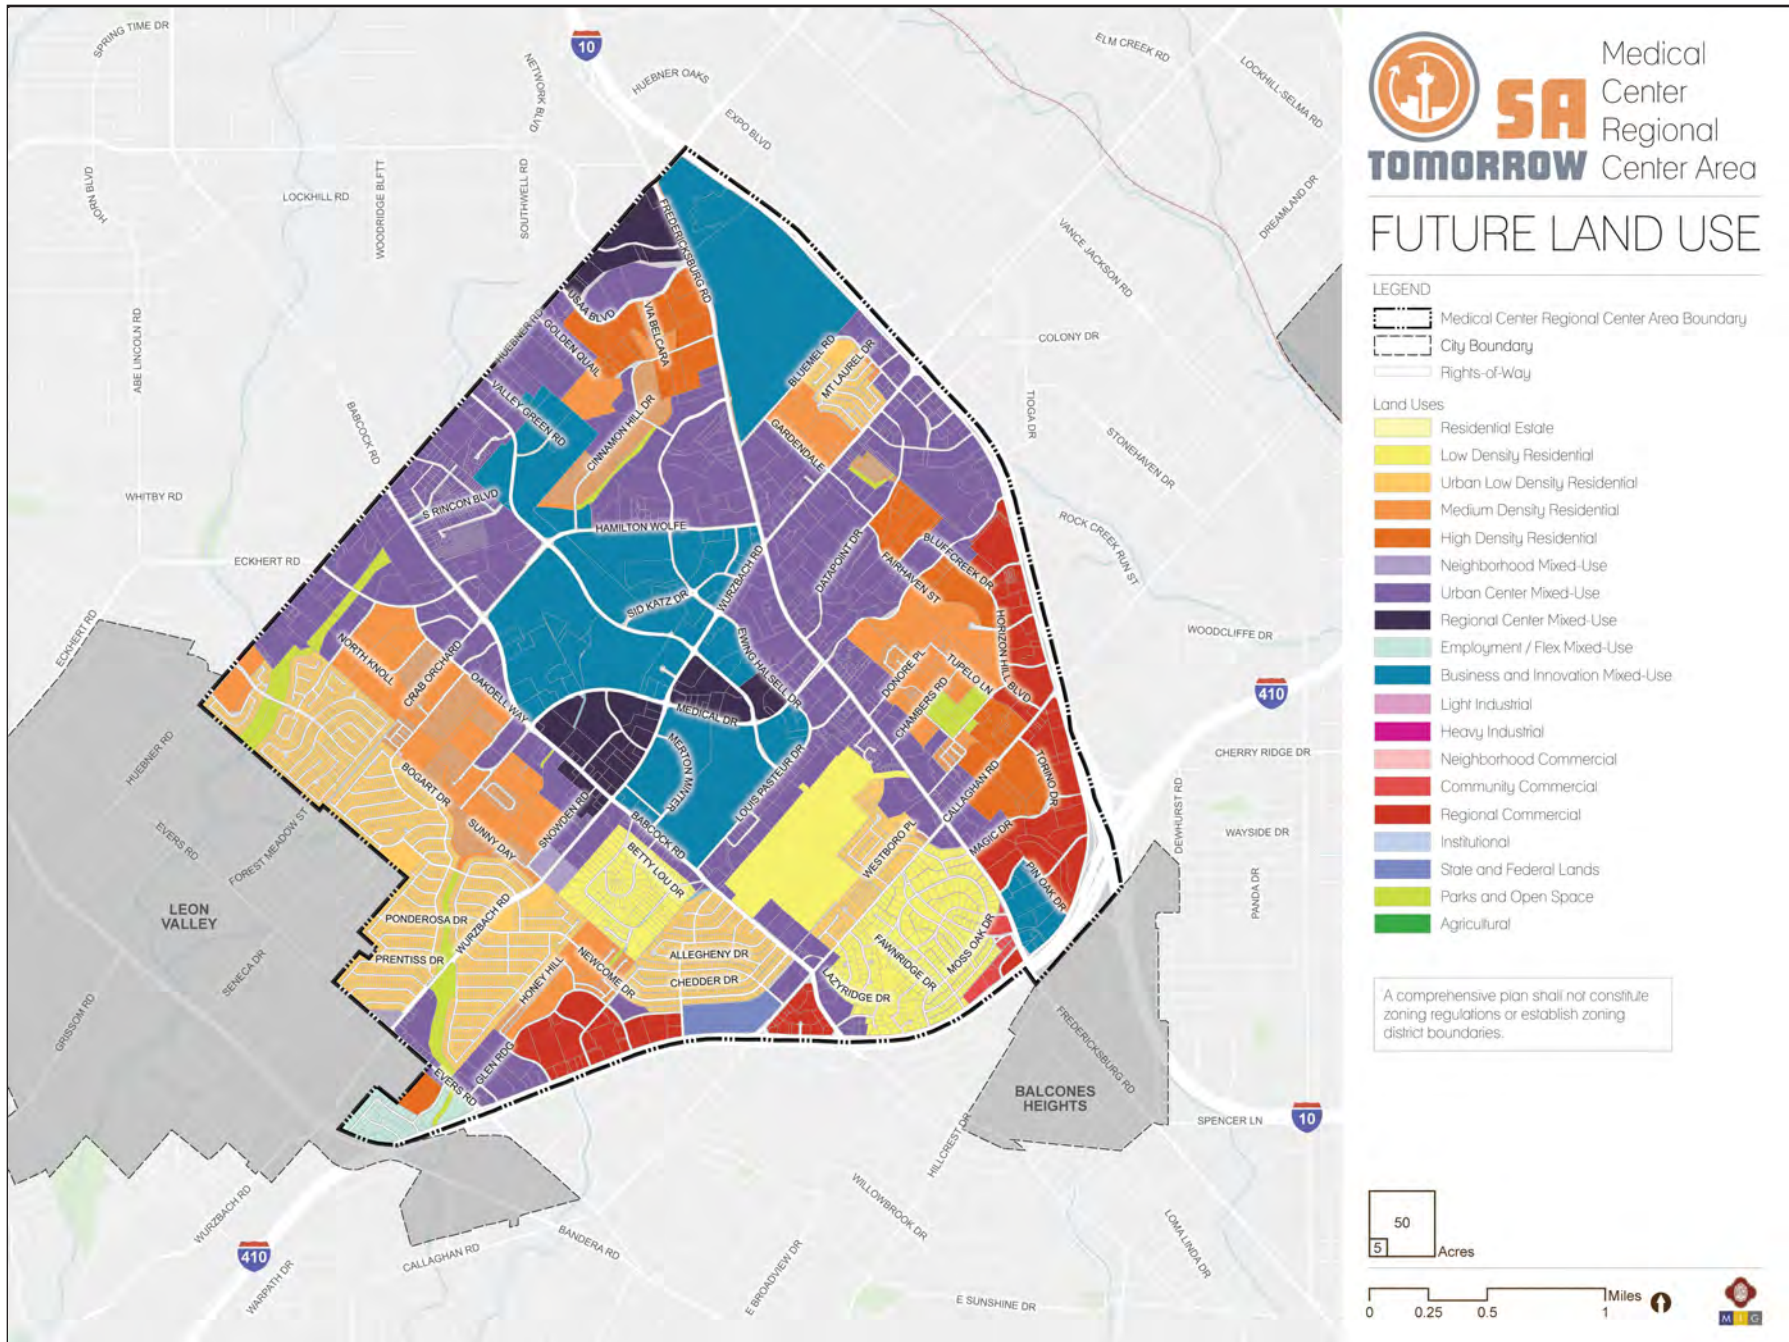 SA
TOMORROW
Medical
Center
Regional
Center Area
FUTURE LAND USE
LEGEND
Medical Center Regional Center Area Boundary
City Boundary
Rights-of-Way
Land Uses
Residential Estate
Low Density Residential
Urban Low Density Residential
Medium Density Residential
High Density Residential
Neighborhood Mixed-Use
Urban Center Mixed-Use
Regional Center Mixed-Use
Employment / Flex Mixed-Use
Business and Innovation Mixed-Use
Light Industrial
Heavy Industrial
Neighborhood Commercial
Community Commercial
Regional Commercial
Institutional
State and Federal Lands
Parks and Open Space
Agricultural
A comprehensive plan shall not constitute
zoning regulations or establish zoning
district boundaries.
50
5
Acres
0
0.25
0.5
1
Miles
M I G
SPRING TIME DR
10
NETWORK BLVD
HUEBNER OAKS
EXPO BLVD
ELM CREEK RD
LOCKHILL-SELMA RD
HORN BLVD
LOCKHILL RD
WOODRIDGE BLFTT
SOUTHWELL RD
DREAMLAND DR
VANCE JACKSON RD
FREDERICKSBURG RD
USAA BLVD
VIA BELCARA
HUEBNER RD
GOLDEN QUAIL
ABE LINCOLN RD
COLONY DR
BLUEMEL RD
MT LAUREL DR
TIOGA DR
VALLEY GREEN RD
BABCOCK RD
CINNAMON HILL DR
GARDENDALE
STONEHAVEN DR
WHITBY RD
S RINCON BLVD
HAMILTON WOLFE
ROCK CREEK RUN ST
ECKHERT RD
DATAPOINT DR
BLUFFCREEK DR
FAIRHAVEN ST
WURZBACH RD
SID KATZ DR
ECKHERT RD
WOODCLIFFE DR
HORIZON HILL BLVD
NORTH KNOLL
CRAB ORCHARD
OAKDELL WAY
EWING HALSELL DR
DONORE PL
TUPELO LN
CHAMBERS RD
410
MEDICAL DR
MERTON MINTER
HUEBNER RD
CHERRY RIDGE DR
BOGART DR
LOUIS PASTEUR DR
TORINO DR
CALLAGHAN RD
DEWHURST RD
SNOWDEN RD
SUNNY DAY
BABCOCK RD
BETTY LOU DR
WESTBORO PL
MAGIC DR
WAYSIDE DR
EVERS RD
FOREST MEADOW ST
PIN OAK DR
PANDA DR
LEON
VALLEY
PONDEROSA DR
WURZBACH RD
PRENTISS DR
SENECA DR
HONEY HILL
NEWCOME DR
ALLEGHENY DR
CHEDDER DR
LAZYRIDGE DR
FAWNRIDGE DR
MOSS OAK DR
GRISSOM RD
GLEN RDG
EVERS RD
FREDERICKSBURG RD
BALCONES
HEIGHTS
10
SPENCER LN
HILLCREST DR
WURZBACH RD
410
WARPATH DR
CALLAGHAN RD
BANDERA RD
WILLOWBROOK DR
E BROADVIEW DR
LOMA LINDA DR
E SUNSHINE DR